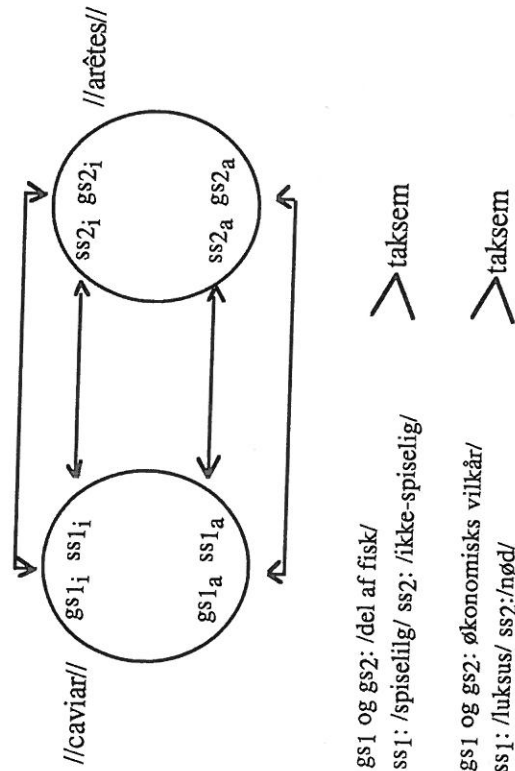 //caviar// //arêtes//
gs1i ss1i ss2i gs2i
gs1a ss1a ss2a gs2a
gs1 og gs2: /del af fisk/
ss1: /spiselilg/ ss2: /ikke-spiselig/ >taksem
gs1 og gs2: økonomisks vilkår/
ss1: /luksus/ ss2:/nød/ >taksem